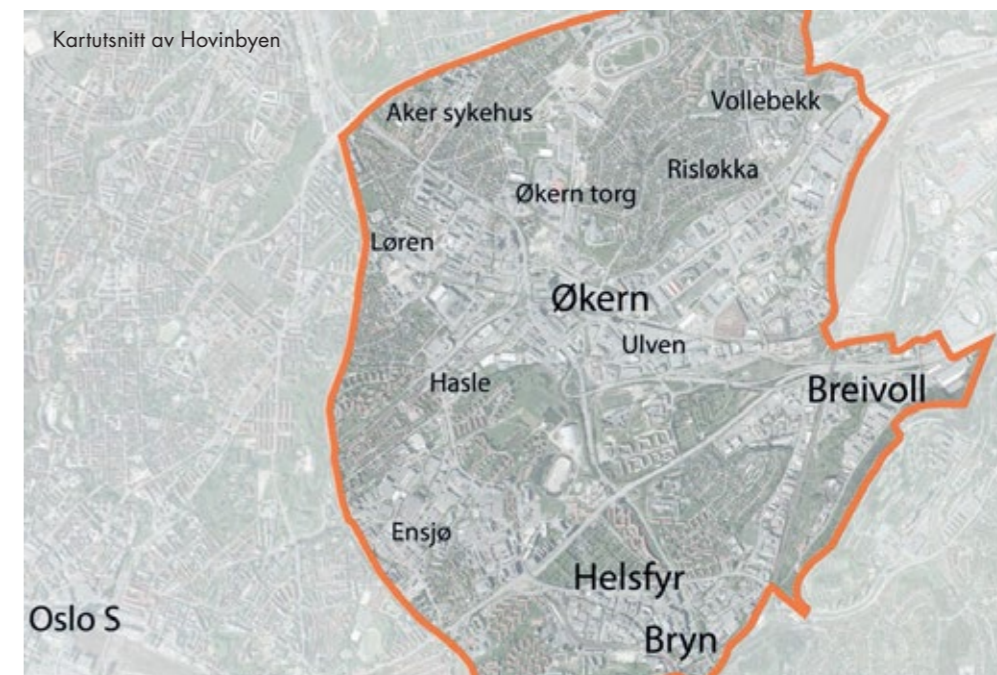 Kartutsnitt av Hovinbyen
Vollebekk
Aker sykehus
Risløkka
Økern torg
Løren
Økern
Ulven
Hasle
Breivoll
Ensjø
Helsfyr
Oslo S
Bryn